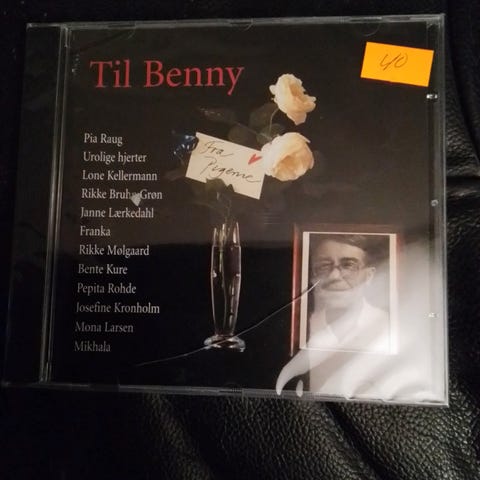 Til Benny
40
Pia Raug
Urolige hjerter
Lone Kellermann
Rikke Bruhn Grøn
Janne Lærkedahl
Franka
Rikke Mølgaard
Bente Kure
Pepita Rohde
Josefine Kronholm
Mona Larsen
Mikhala
Fra
Pigerne